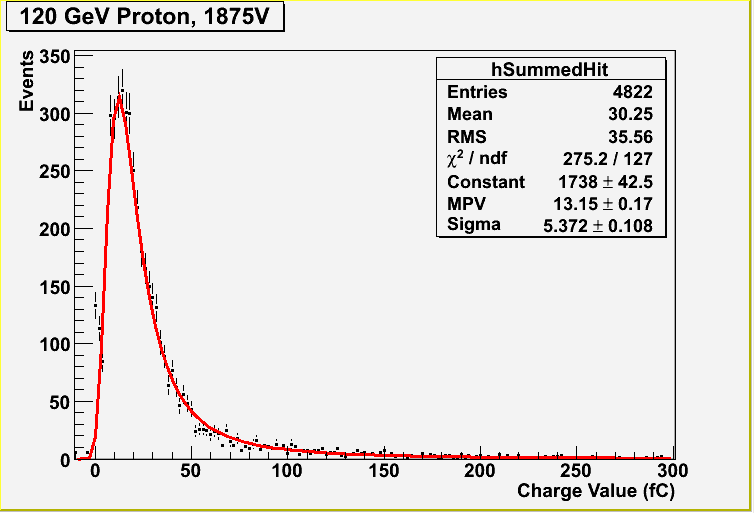 120 GeV Proton, 1875V
Events
350
300
250
200
150
100
50
0
hSummedHit
Entries 4822
Mean 30.25
RMS 35.56
χ² / ndf 275.2 / 127
Constant 1738 ± 42.5
MPV 13.15 ± 0.17
Sigma 5.372 ± 0.108
0 50 100 150 200 250 300
Charge Value (fC)